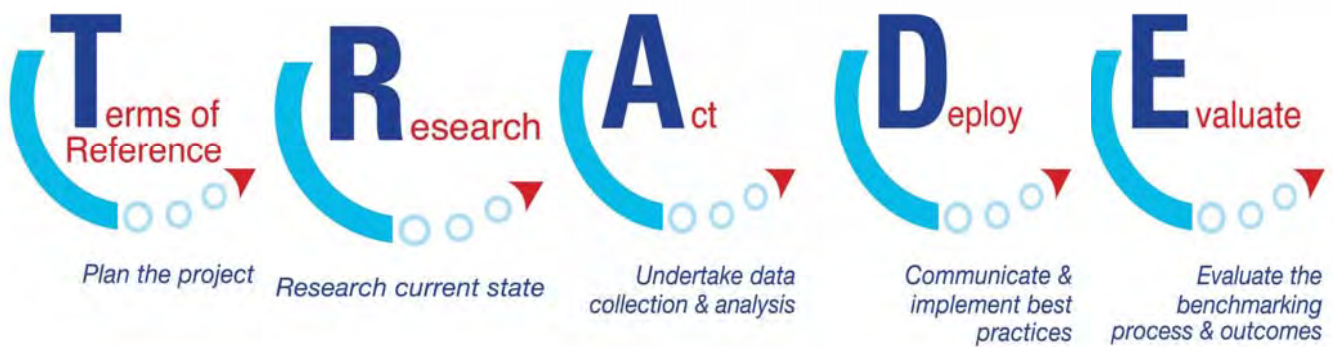 Terms of
Reference
Plan the project
Research
Research current state
Act
Undertake data
collection & analysis
Deploy
Communicate &
implement best
practices
Evaluate
Evaluate the
benchmarking
process & outcomes